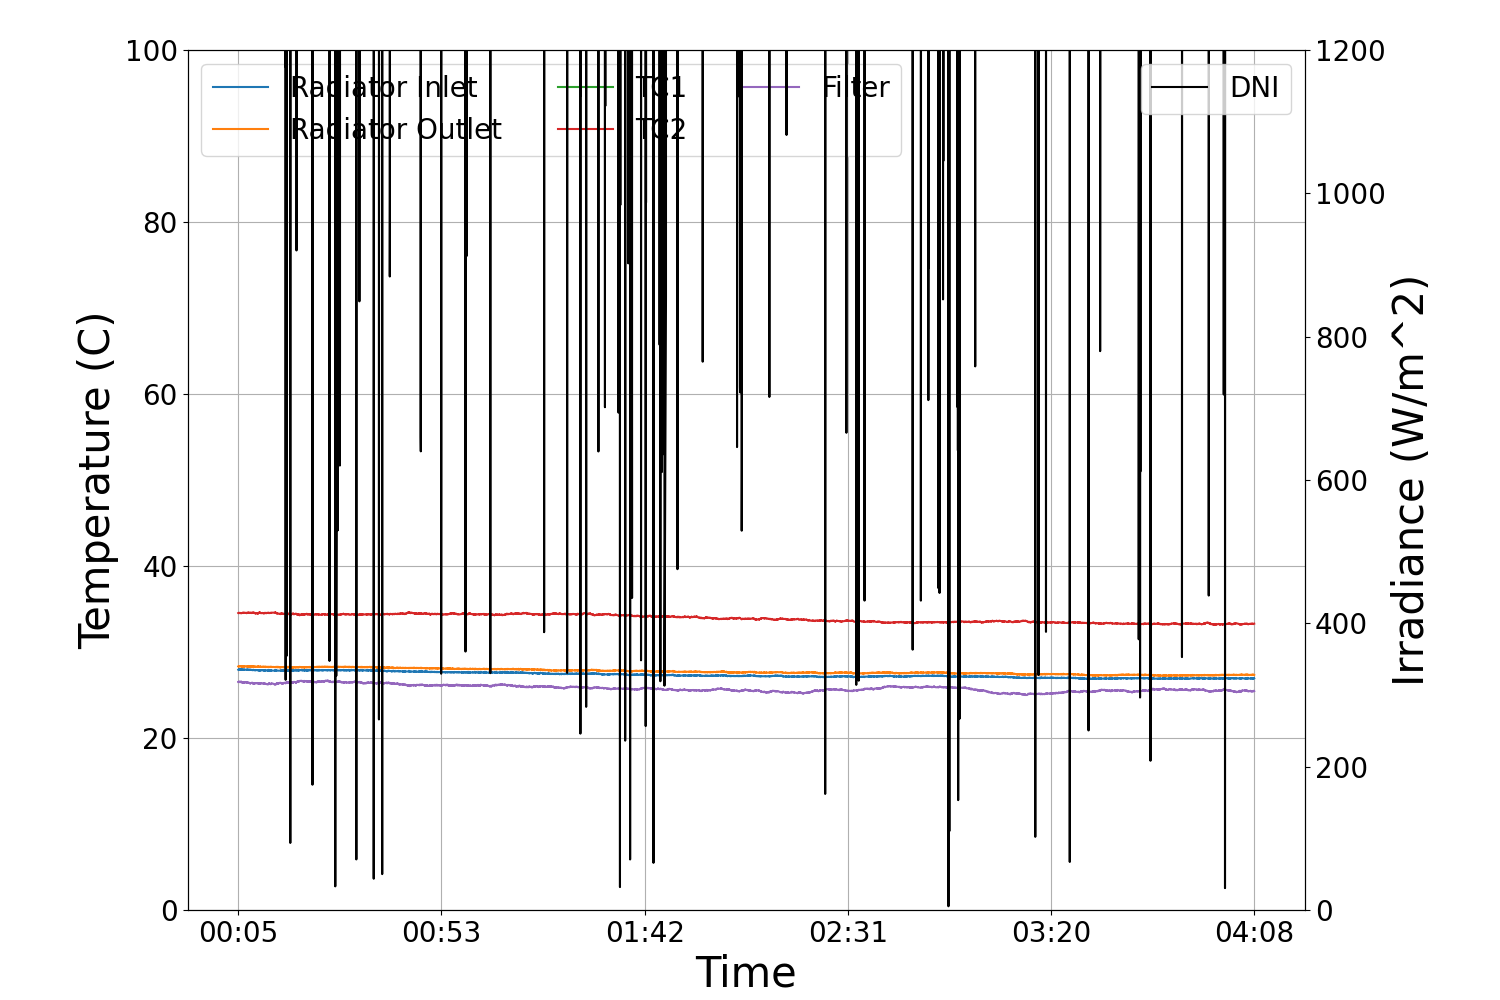 100
80
60
40
20
0
Temperature (C)
Radiator Inlet
Radiator Outlet
TC1
TC2
Filter
DNI
1200
1000
800
600
400
200
0
Irradiance (W/m^2)
00:05 00:53 01:42 02:31 03:20 04:08
Time